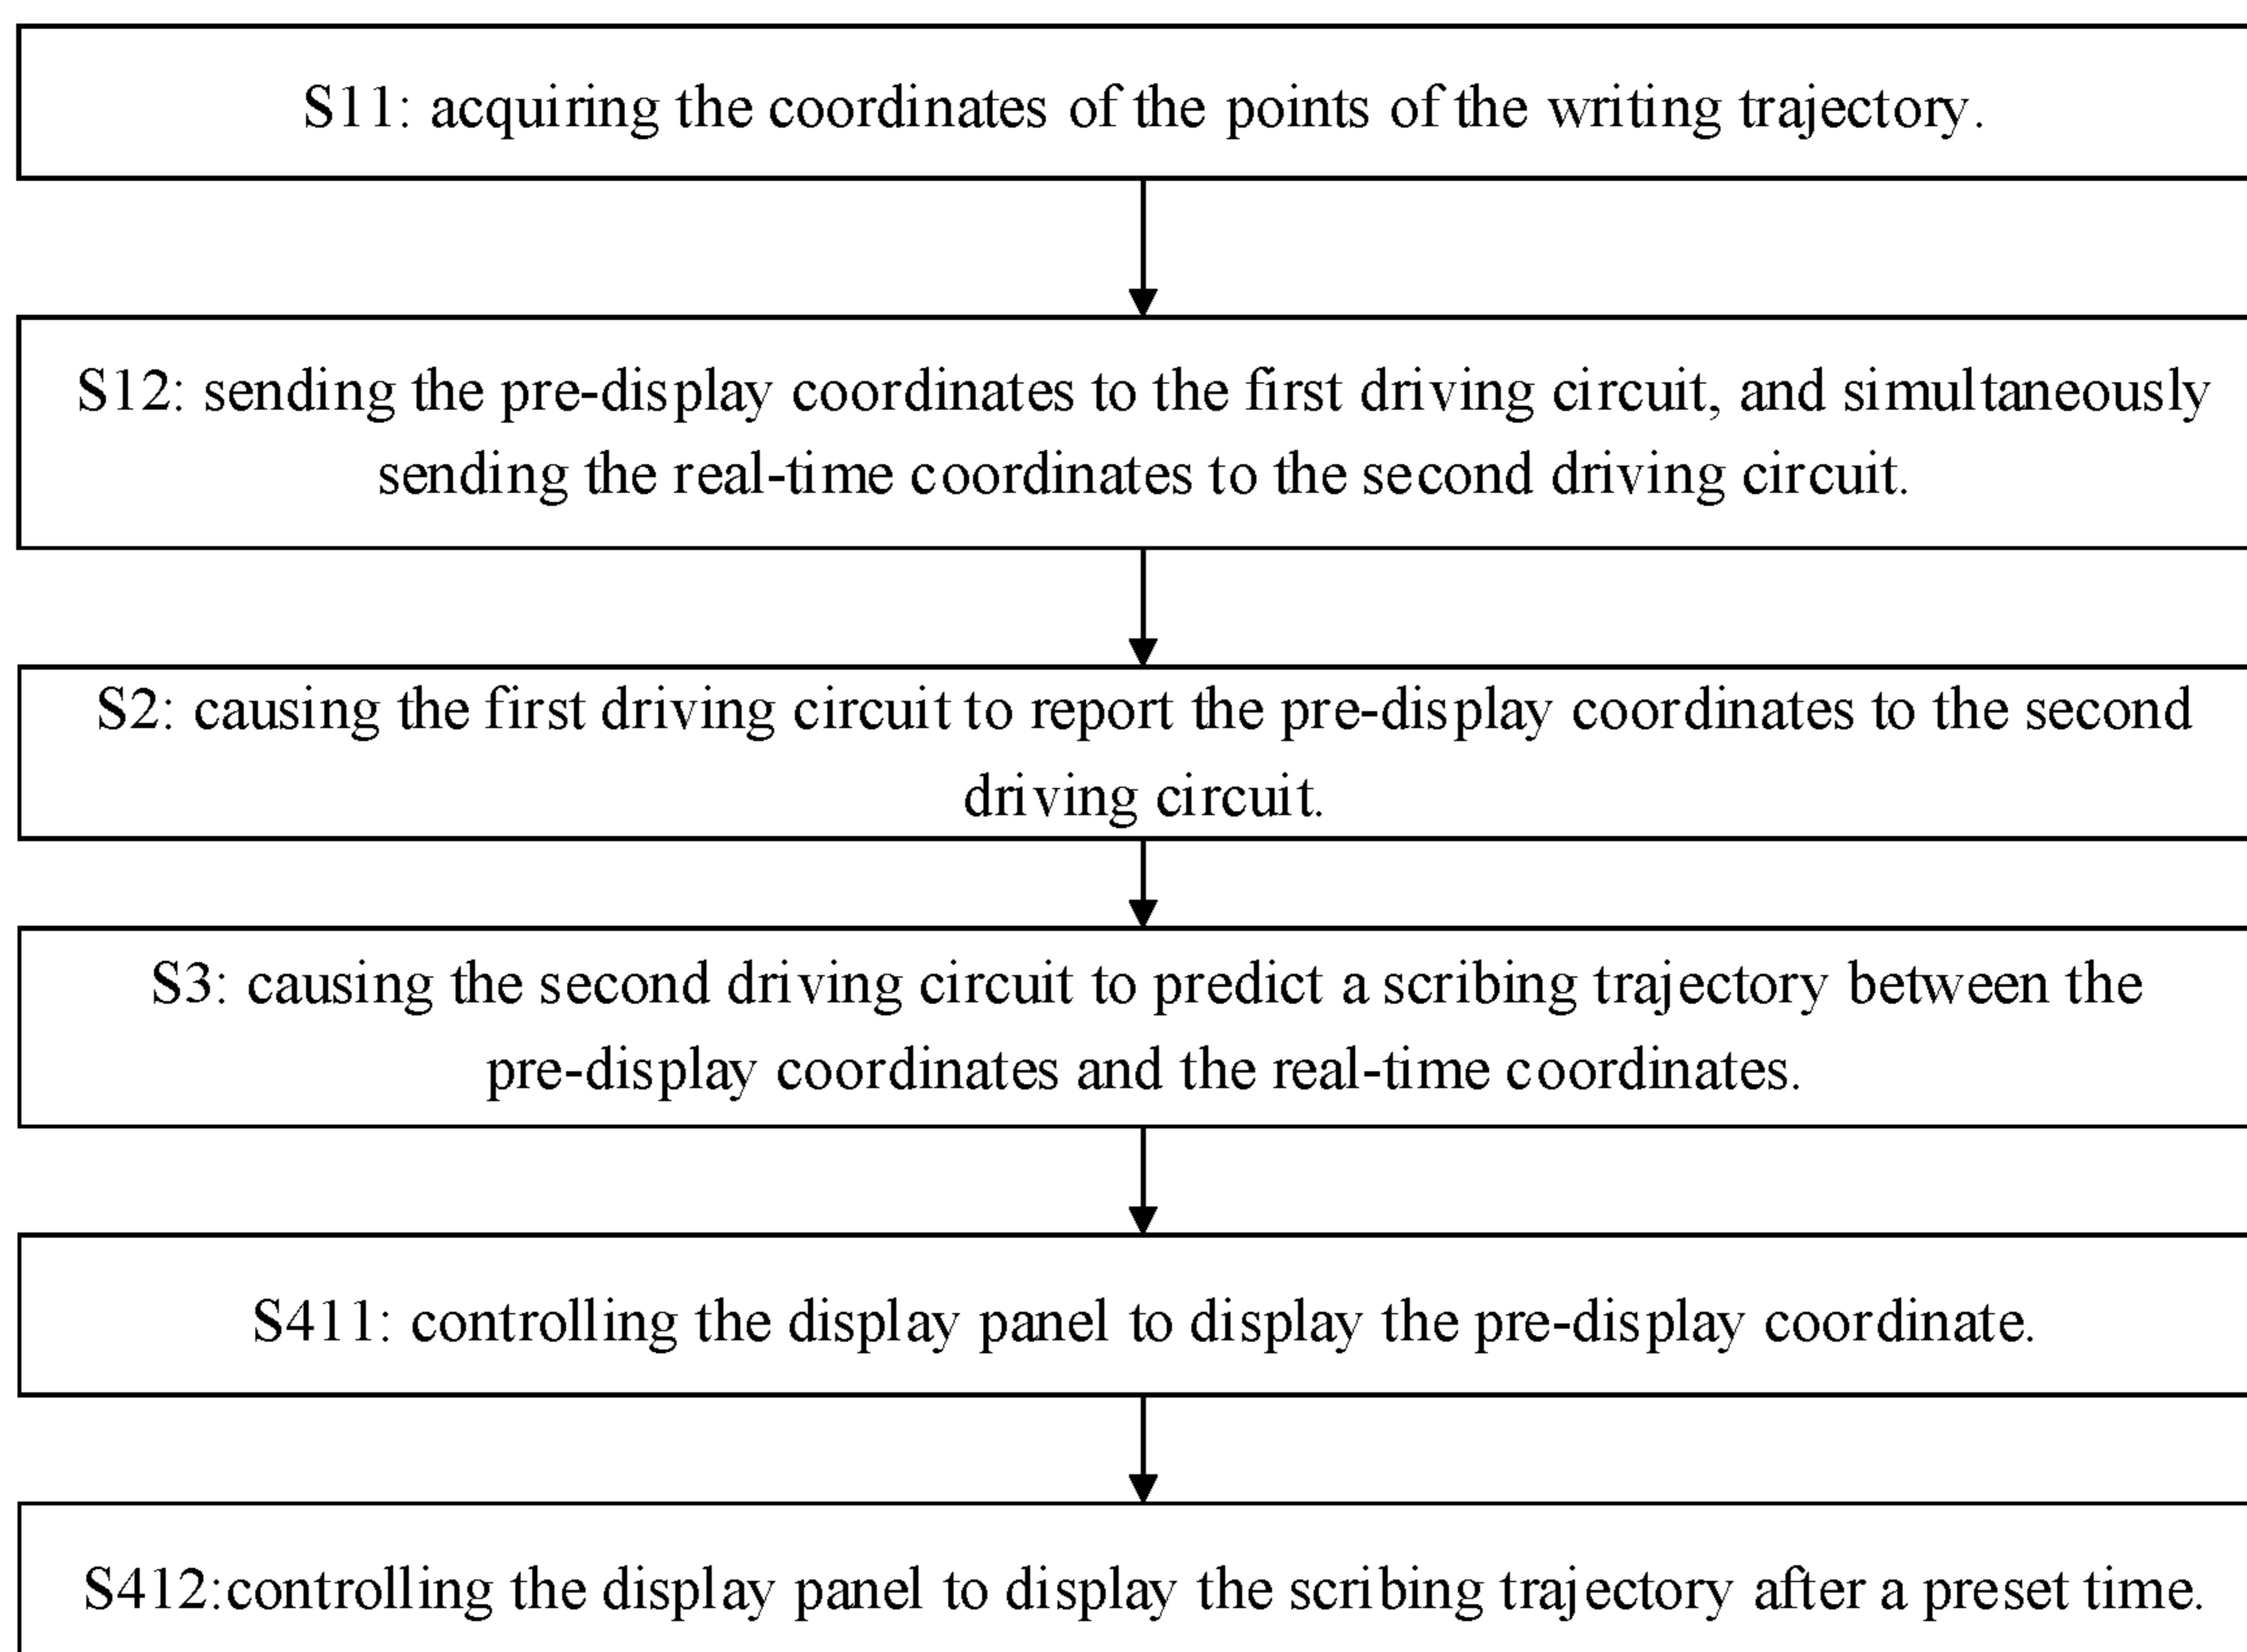 S11: acquiring the coordinates of the points of the writing trajectory.
S12: sending the pre-display coordinates to the first driving circuit, and simultaneously
sending the real-time coordinates to the second driving circuit.
S2: causing the first driving circuit to report the pre-display coordinates to the second
driving circuit.
S3: causing the second driving circuit to predict a scribing trajectory between the
pre-display coordinates and the real-time coordinates.
S411: controlling the display panel to display the pre-display coordinate.
S412:controlling the display panel to display the scribing trajectory after a preset time.